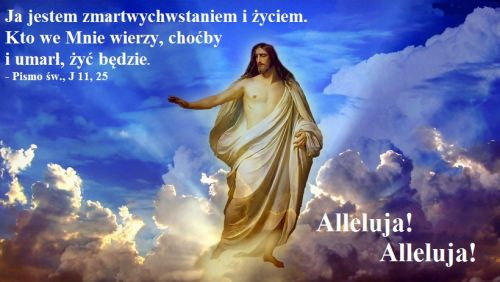 Ja jestem zmartwychwstaniem i życiem.
Kto we Mnie wierzy, choćby
i umarł, żyć będzie.
- Pismo św., J 11, 25
Alleluja!
Alleluja!